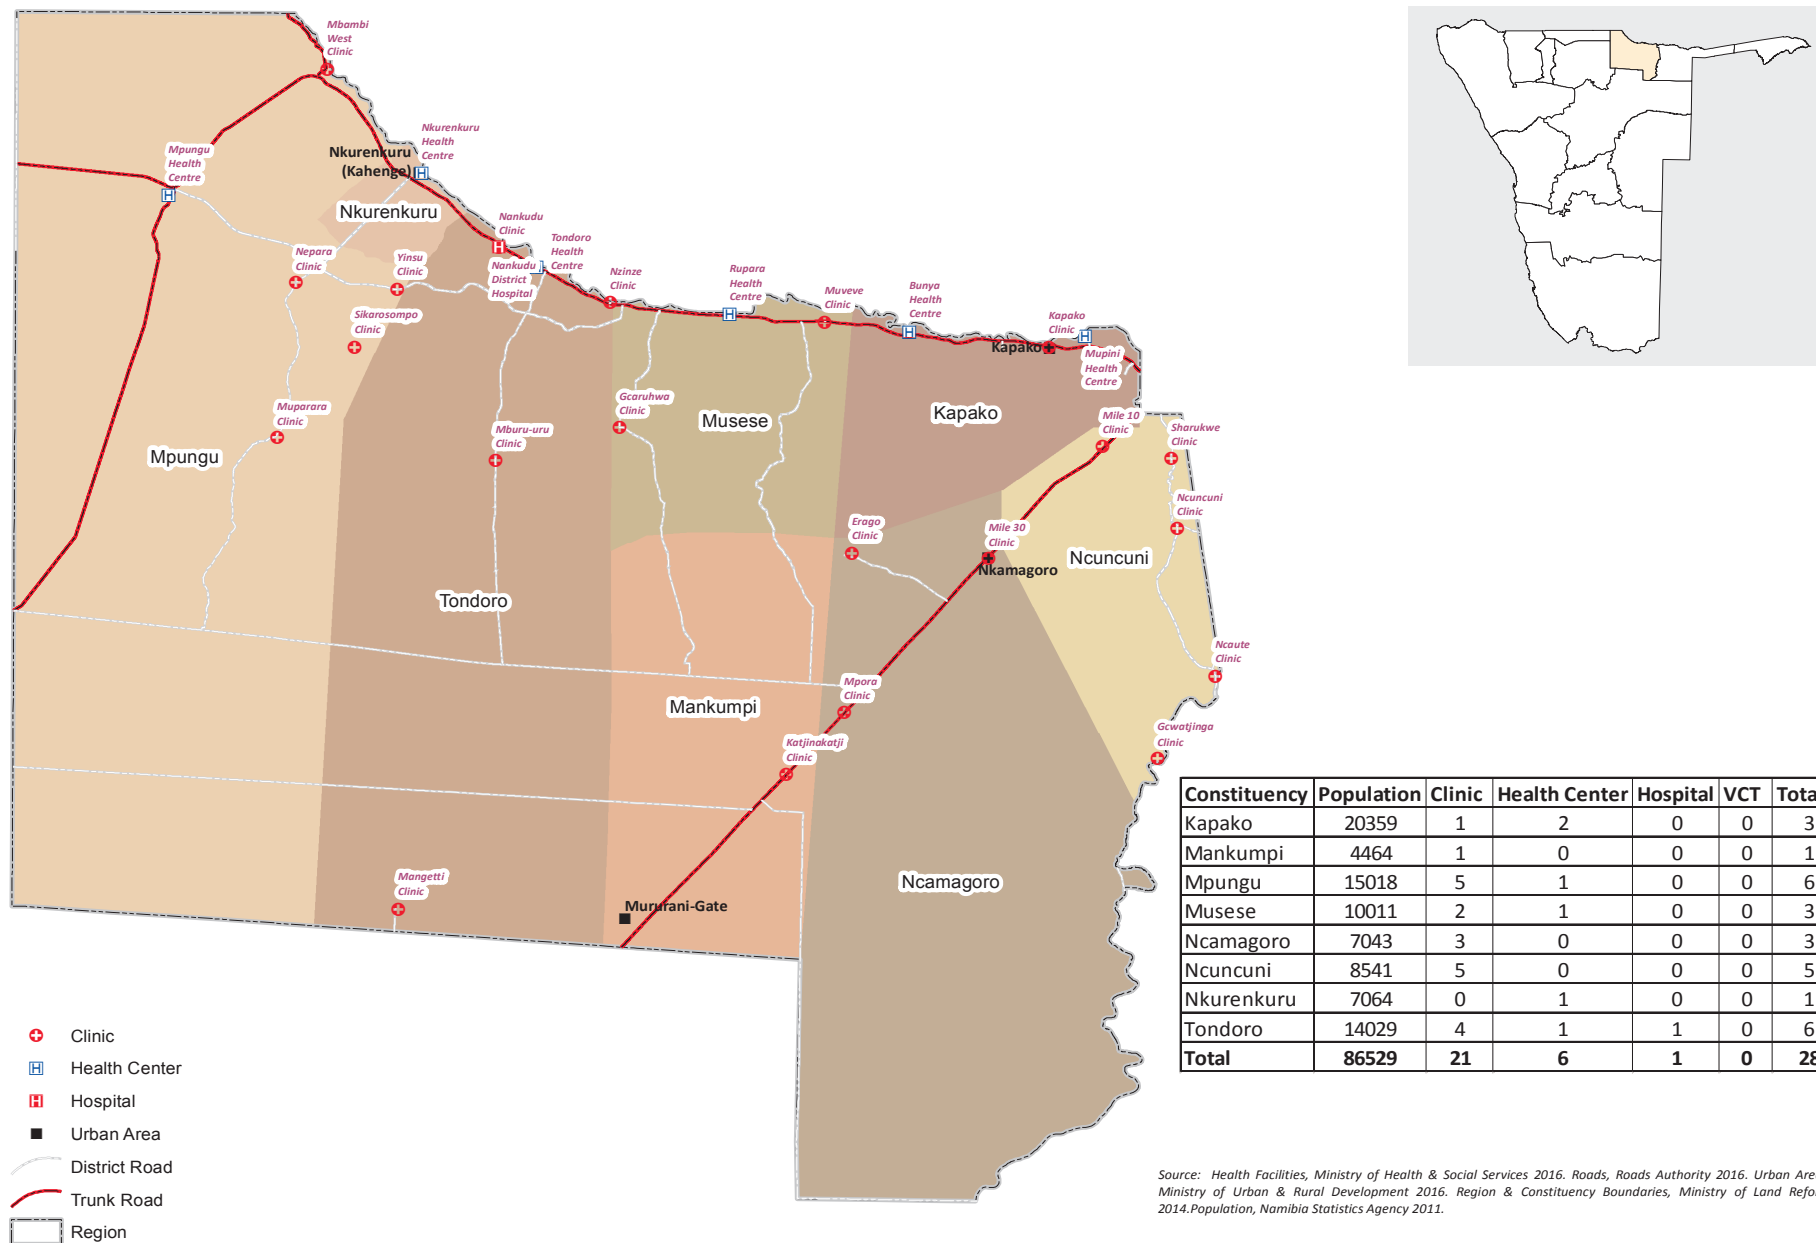 Mbambi
West
Clinic
Nkurenkuru
Health
Centre
Mpungu
Health
Centre
Nkurenkuru
(Kahenge)
Nkurenkuru
Nankudu
Clinic
Tondoro
Health
Centre
Nepara
Clinic
Yinsu
Clinic
Nankudu
District
Hospital
Nzinze
Clinic
Rupara
Health
Centre
Muveve
Clinic
Bunya
Health
Centre
Kapako
Clinic
Kapako
Mupini
Health
Centre
Sikarosompo
Clinic
Muparara
Clinic
Mpungu
Mburu-uru
Clinic
Gcaruhwa
Clinic
Musese
Kapako
Mile 10
Clinic
Sharukwe
Clinic
Ncuncuni
Clinic
Erago
Clinic
Mile 30
Clinic
Nkamagoro
Ncuncuni
Tondoro
Ncaute
Clinic
Mpora
Clinic
Mankumpi
Katjinakatji
Clinic
Gcwatjinga
Clinic
Mangetti
Clinic
Mururani-Gate
Ncamagoro
Constituency Population Clinic Health Center Hospital VCT Tota
Kapako 20359 1 2 0 0 3
Mankumpi 4464 1 0 0 0 1
Mpungu 15018 5 1 0 0 6
Musese 10011 2 1 0 0 3
Ncamagoro 7043 3 0 0 0 3
Ncuncuni 8541 5 0 0 0 5
Nkurenkuru 7064 0 1 0 0 1
Tondoro 14029 4 1 1 0 6
Total 86529 21 6 1 0 28
Clinic
Health Center
Hospital
Urban Area
District Road
Trunk Road
Region
Source: Health Facilities, Ministry of Health & Social Services 2016. Roads, Roads Authority 2016. Urban Are
Ministry of Urban & Rural Development 2016. Region & Constituency Boundaries, Ministry of Land Refo
2014.Population, Namibia Statistics Agency 2011.